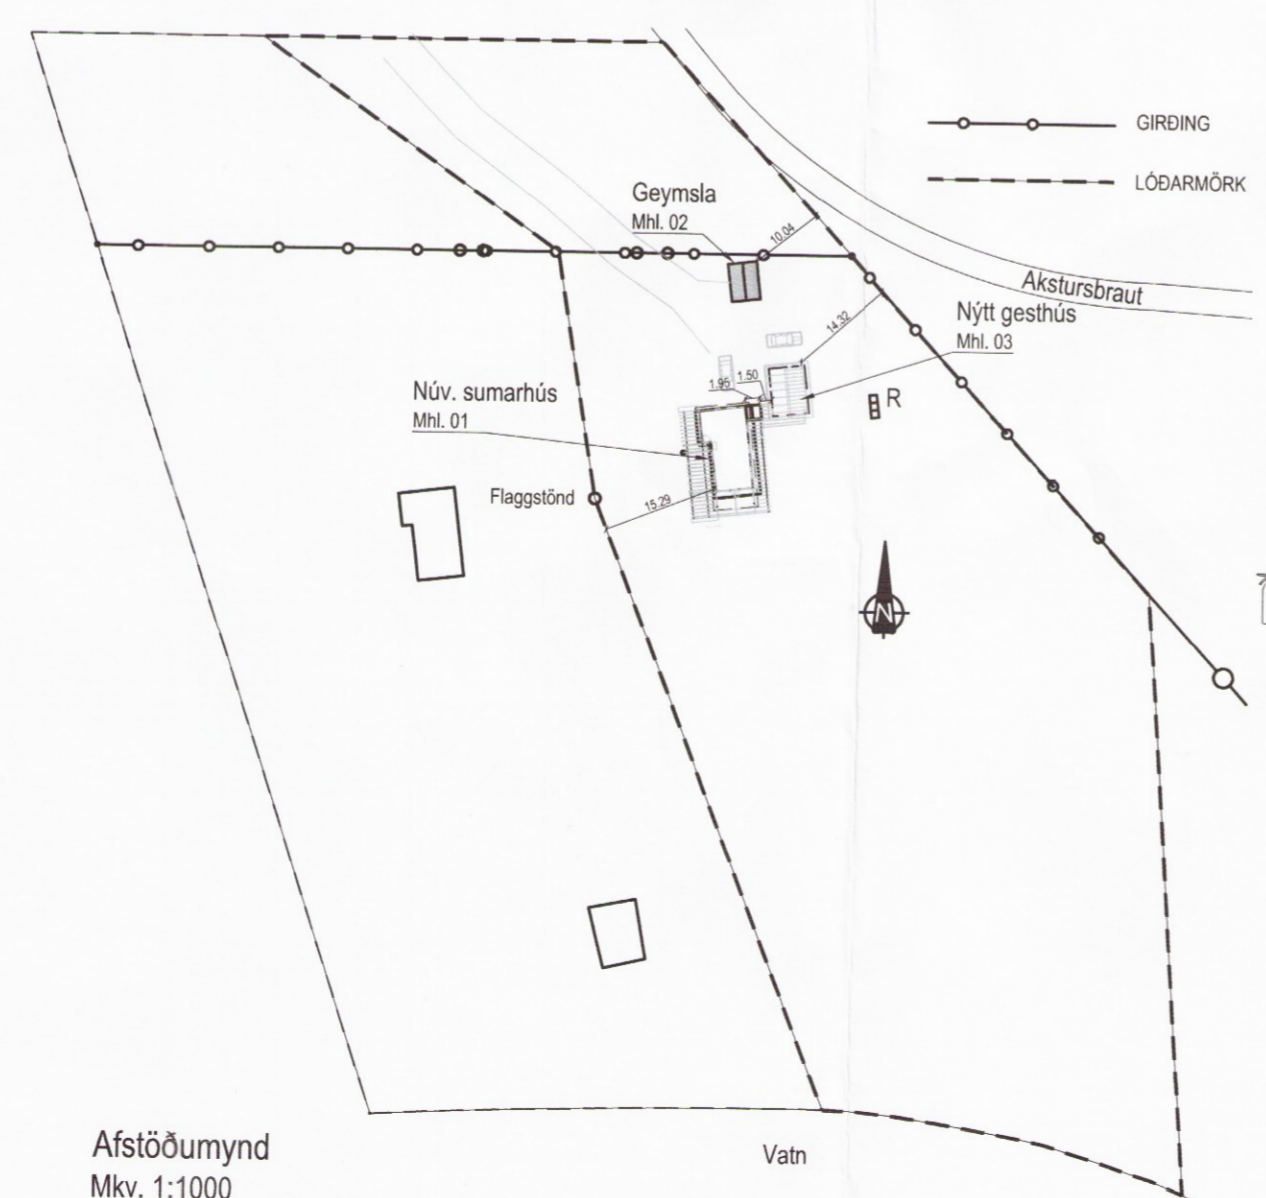 GIRÐING
LÓÐARMÖRK
Geymsla
Mhl. 02
10.04
Akstursbraut
Nýtt gesthús
Mhl. 03
14.32
1.95
1.50
R
Núv. sumarhús
Mhl. 01
Flaggstönd
15.29
N
Vatn
Afstöðumynd
Mkv. 1:1000